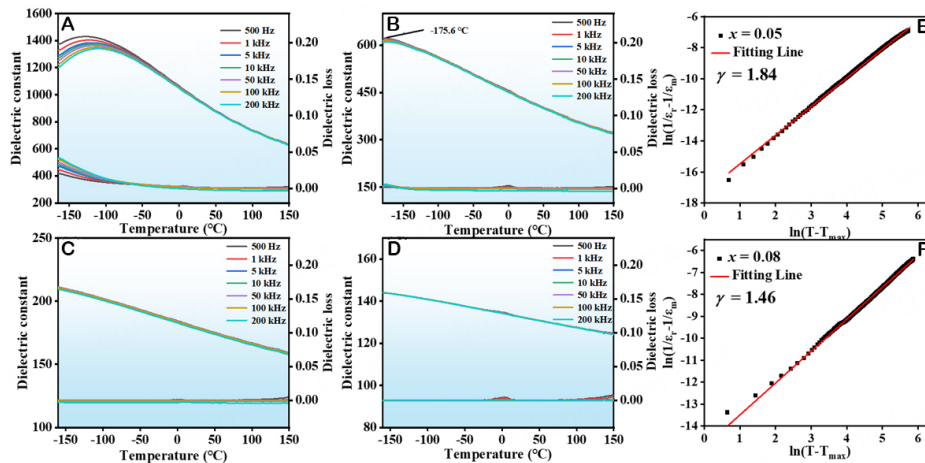 A
1600
1400
1200
1000
800
600
400
200
Dielectric constant
500 Hz
1 kHz
5 kHz
10 kHz
50 kHz
100 kHz
200 kHz
0.20
0.15
0.10
0.05
0.00
Dielectric loss
-150 -100 -50 0 50 100 150
Temperature (°C)
B
-175.6 °C
600
450
300
150
Dielectric constant
500 Hz
1 kHz
5 kHz
10 kHz
50 kHz
100 kHz
200 kHz
0.20
0.15
0.10
0.05
0.00
Dielectric loss
-150 -100 -50 0 50 100 150
Temperature (°C)
E
x = 0.05
Fitting Line
γ = 1.84
-8
-10
-12
-14
-16
-18
ln(1/εr-1/εm)
0 1 2 3 4 5 6
ln(T-Tmax)
C
250
200
150
100
Dielectric constant
500 Hz
1 kHz
5 kHz
10 kHz
50 kHz
100 kHz
200 kHz
0.20
0.15
0.10
0.05
0.00
Dielectric loss
-150 -100 -50 0 50 100 150
Temperature (°C)
D
160
140
120
100
80
Dielectric constant
500 Hz
1 kHz
5 kHz
10 kHz
50 kHz
100 kHz
200 kHz
0.20
0.15
0.10
0.05
0.00
Dielectric loss
-150 -100 -50 0 50 100 150
Temperature (°C)
F
x = 0.08
Fitting Line
γ = 1.46
-6
-7
-8
-9
-10
-11
-12
-13
-14
ln(1/εr-1/εm)
0 1 2 3 4 5 6
ln(T-Tmax)